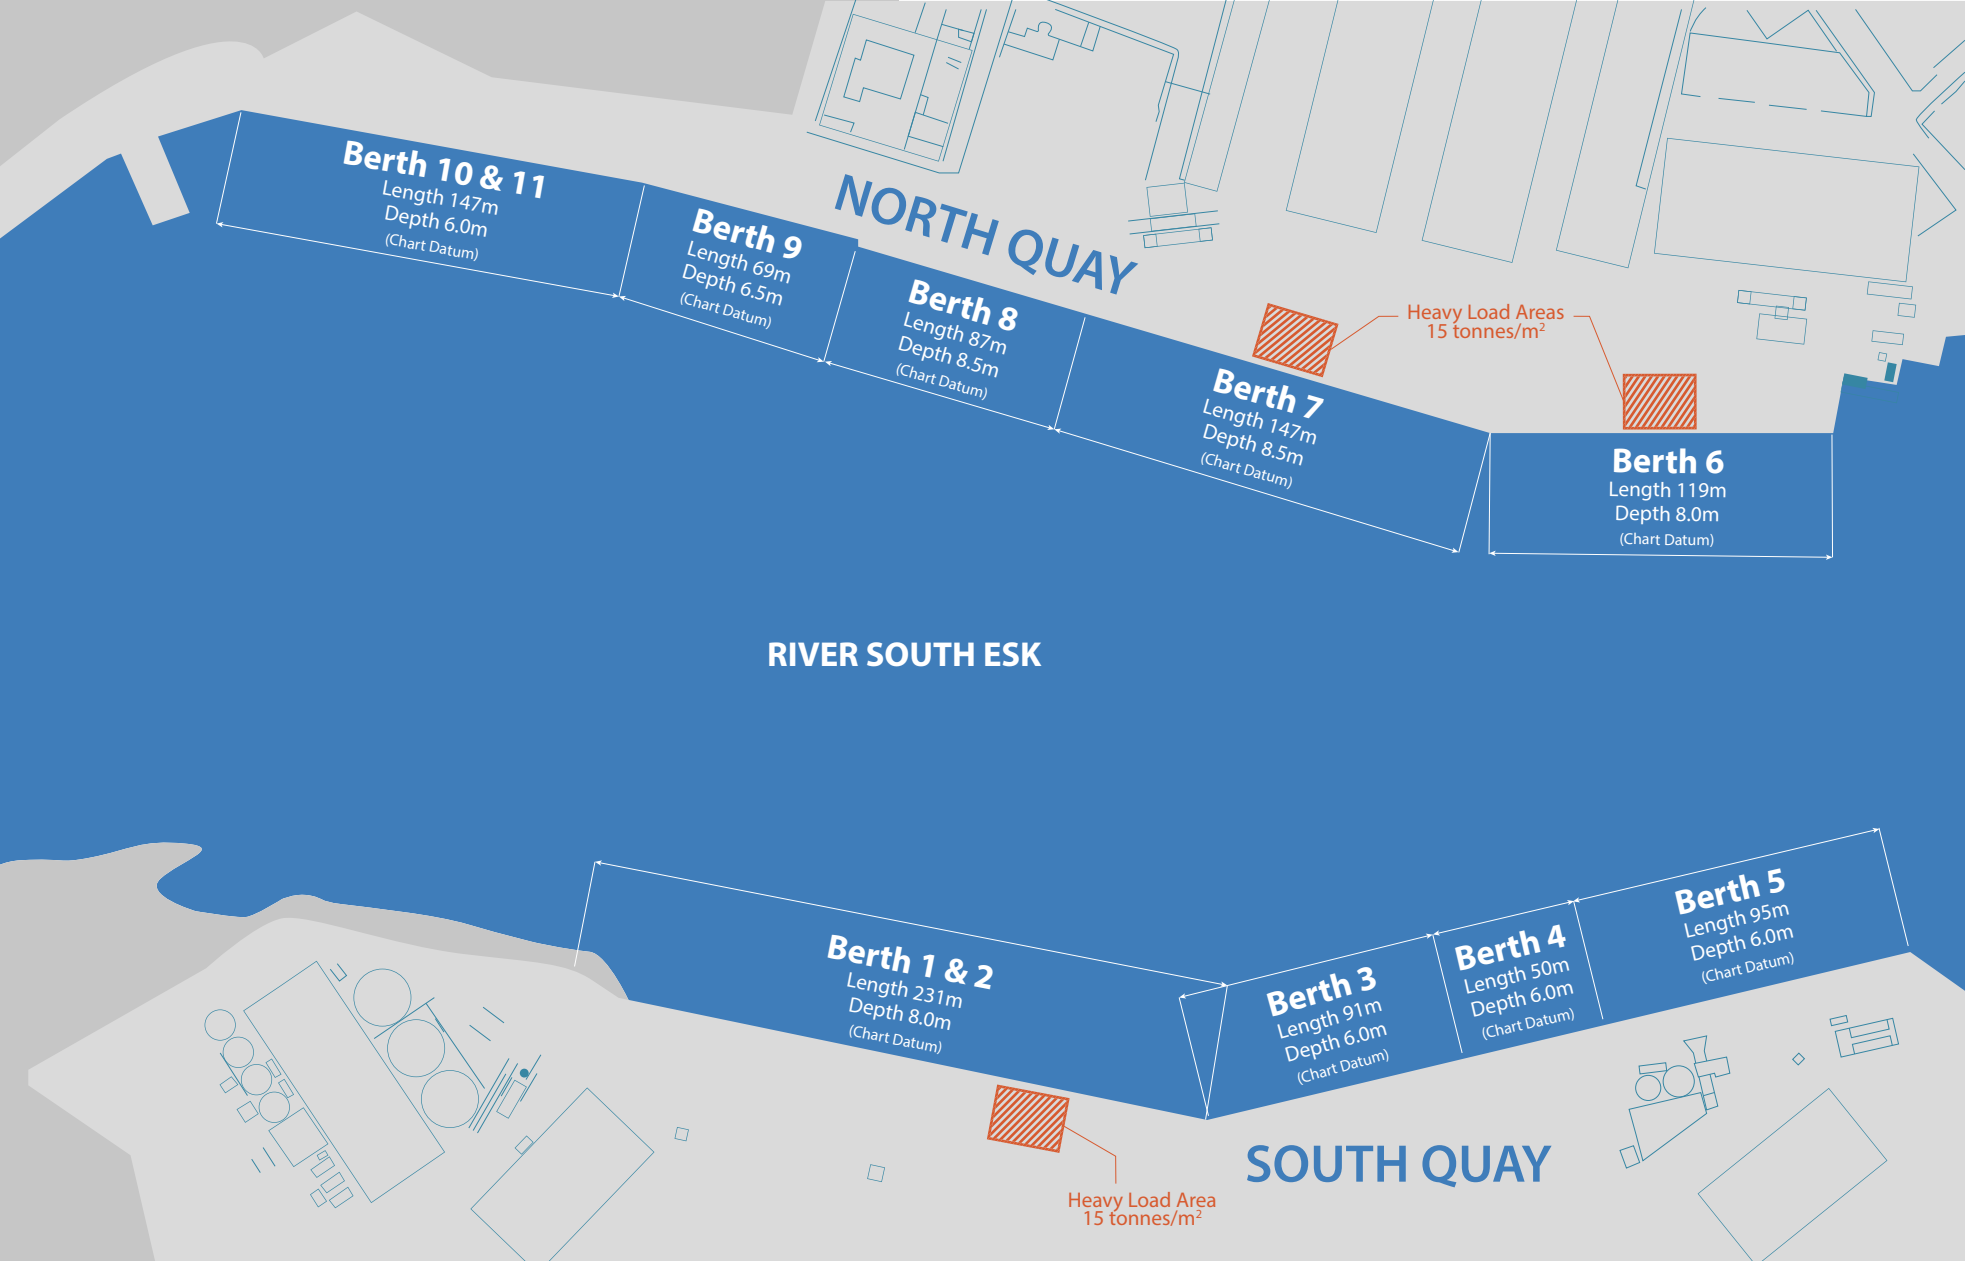 Berth 10 & 11
Length 147m
Depth 6.0m
(Chart Datum)
Berth 9
Length 69m
Depth 6.5m
(Chart Datum)
NORTH QUAY
Berth 8
Length 87m
Depth 8.5m
(Chart Datum)
Heavy Load Areas
15 tonnes/m²
Berth 7
Length 147m
Depth 8.5m
(Chart Datum)
Berth 6
Length 119m
Depth 8.0m
(Chart Datum)
RIVER SOUTH ESK
Berth 1 & 2
Length 231m
Depth 8.0m
(Chart Datum)
Berth 3
Length 91m
Depth 6.0m
(Chart Datum)
Berth 4
Length 50m
Depth 6.0m
(Chart Datum)
Berth 5
Length 95m
Depth 6.0m
(Chart Datum)
SOUTH QUAY
Heavy Load Area
15 tonnes/m²